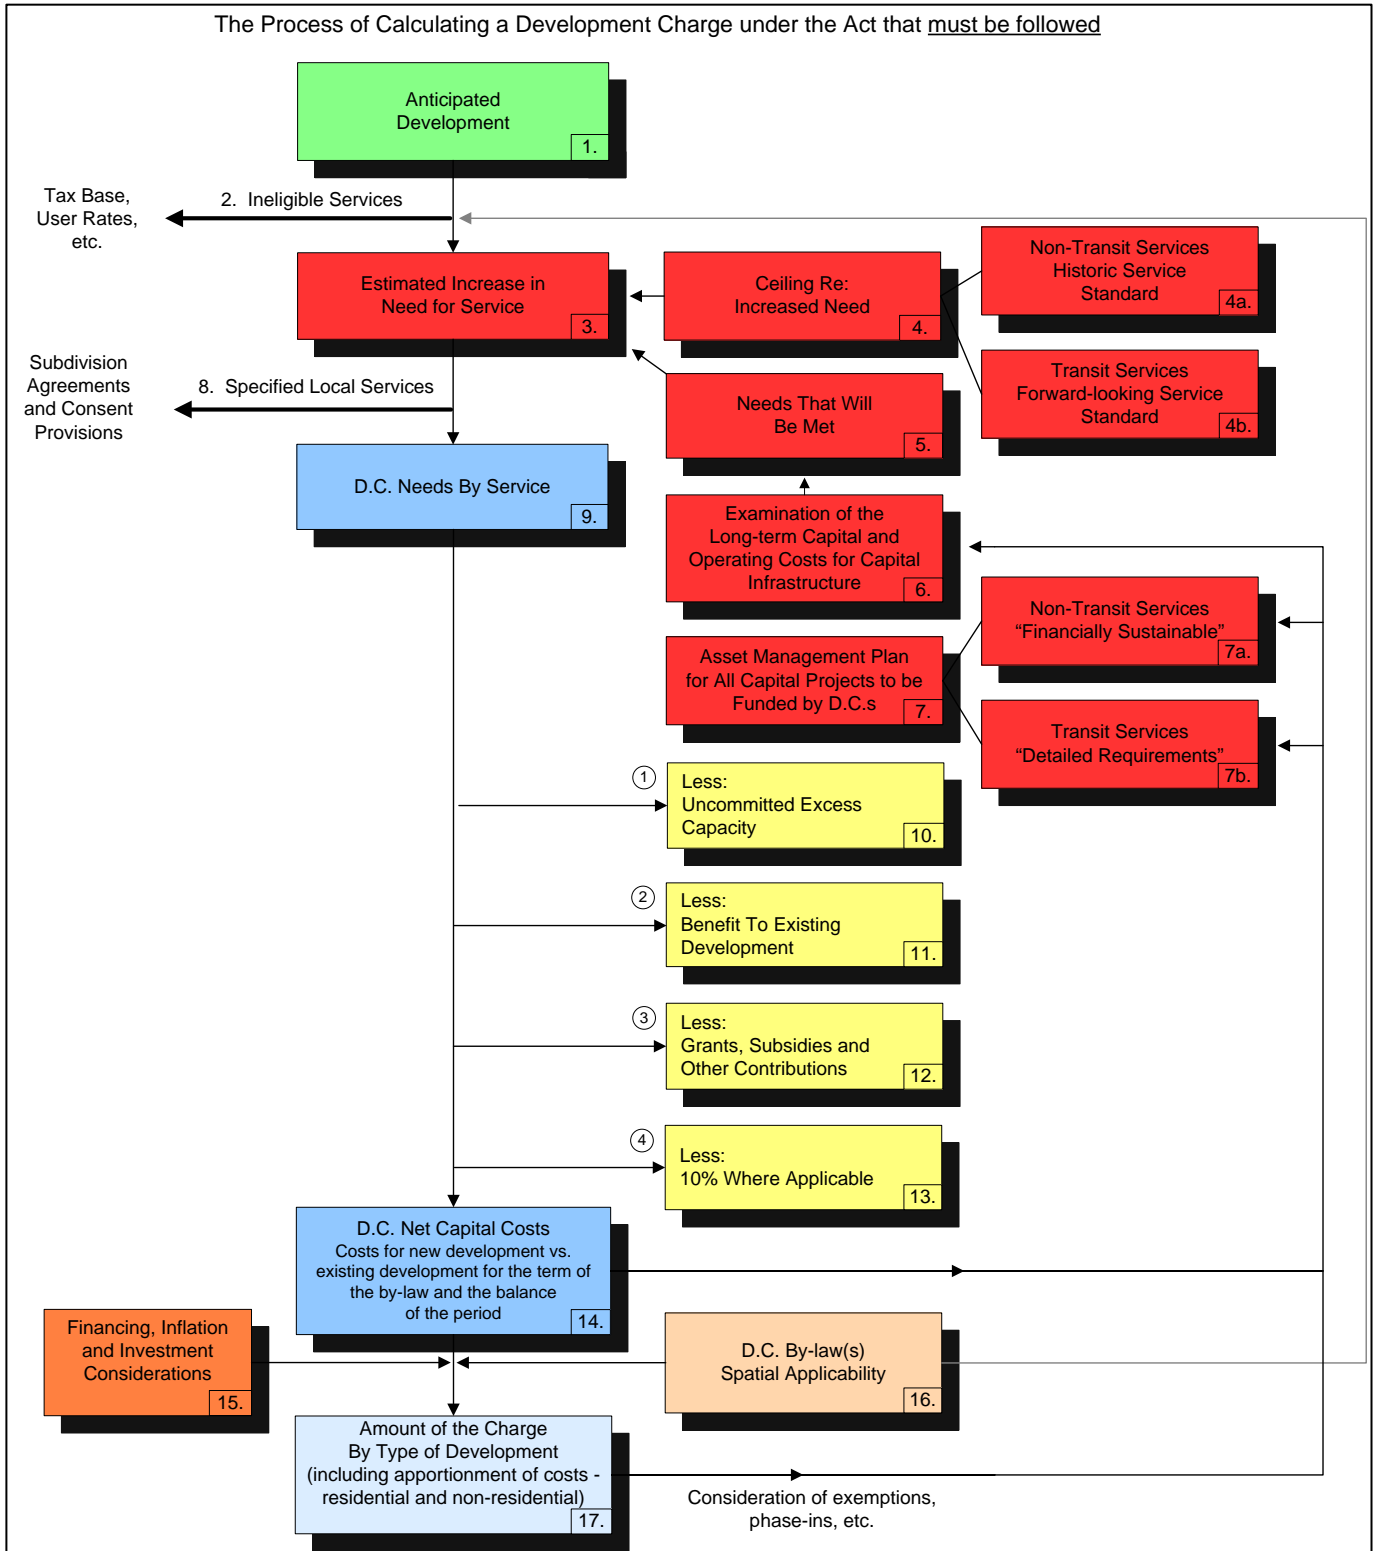 The Process of Calculating a Development Charge under the Act that must be followed
Anticipated
Development
1.
Tax Base,
User Rates,
etc.
2.  Ineligible Services
Estimated Increase in
Need for Service
3.
Ceiling Re:
Increased Need
4.
Non-Transit Services
Historic Service
Standard
4a.
Transit Services
Forward-looking Service
Standard
4b.
Subdivision
Agreements
and Consent
Provisions
8.  Specified Local Services
Needs That Will
Be Met
5.
D.C. Needs By Service
9.
Examination of the
Long-term Capital and
Operating Costs for Capital
Infrastructure
6.
Non-Transit Services
“Financially Sustainable”
7a.
Asset Management Plan
for All Capital Projects to be
Funded by D.C.s
7.
Transit Services
“Detailed Requirements”
7b.
1
Less:
Uncommitted Excess
Capacity
10.
2
Less:
Benefit To Existing
Development
11.
3
Less:
Grants, Subsidies and
Other Contributions
12.
4
Less:
10% Where Applicable
13.
D.C. Net Capital Costs
Costs for new development vs.
existing development for the term of
the by-law and the balance
of the period
14.
Financing, Inflation
and Investment
Considerations
15.
D.C. By-law(s)
Spatial Applicability
16.
Amount of the Charge
By Type of Development
(including apportionment of costs -
residential and non-residential)
17.
Consideration of exemptions,
phase-ins, etc.